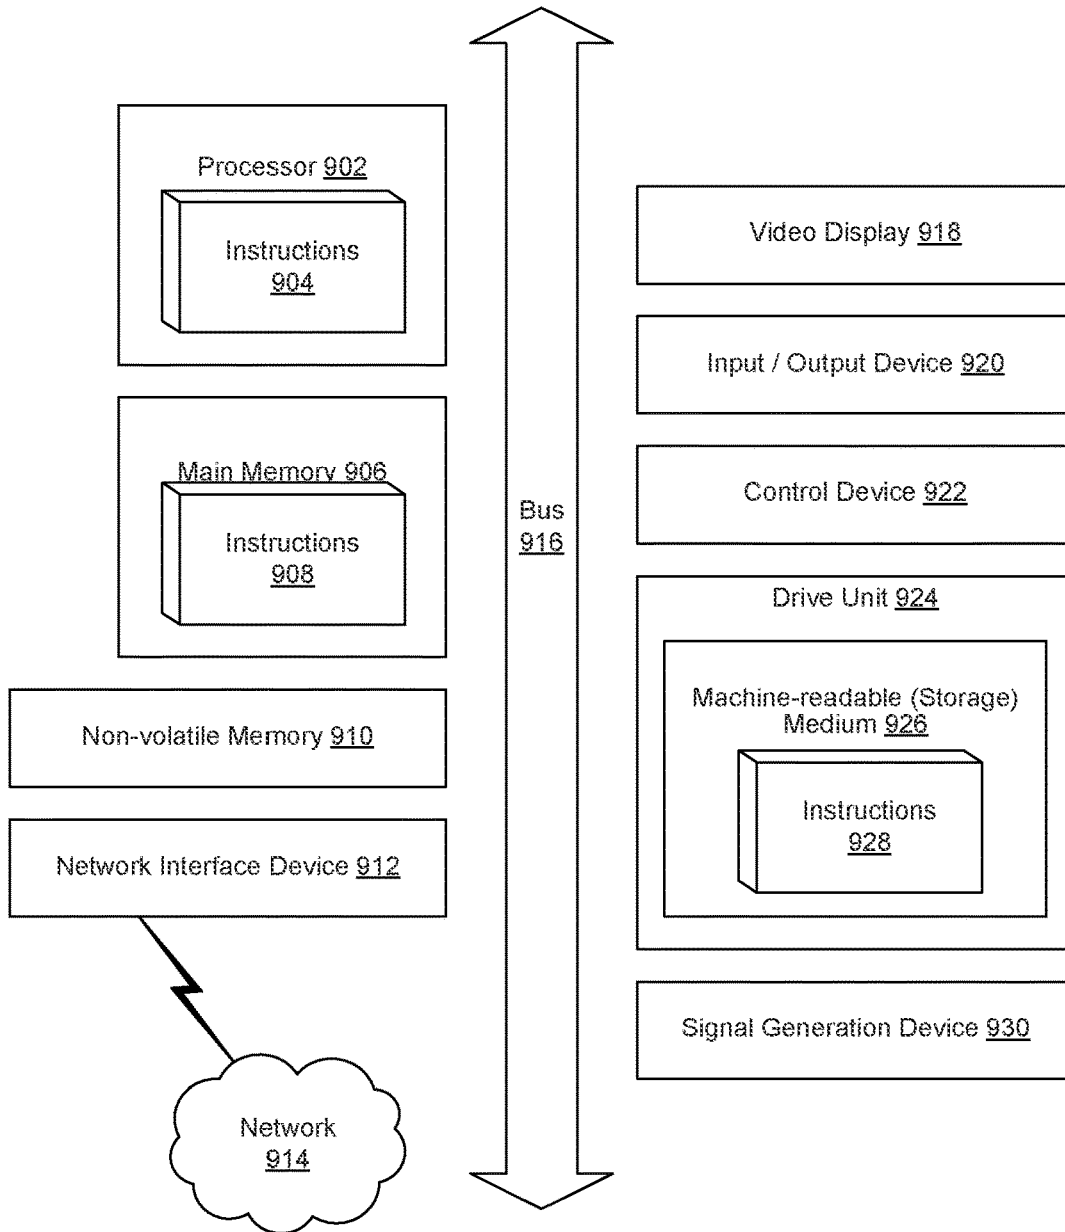 Processor 902
Instructions
904
Main Memory 906
Instructions
908
Non-volatile Memory 910
Network Interface Device 912
Network
914
Bus
916
Video Display 918
Input / Output Device 920
Control Device 922
Drive Unit 924
Machine-readable (Storage)
Medium 926
Instructions
928
Signal Generation Device 930